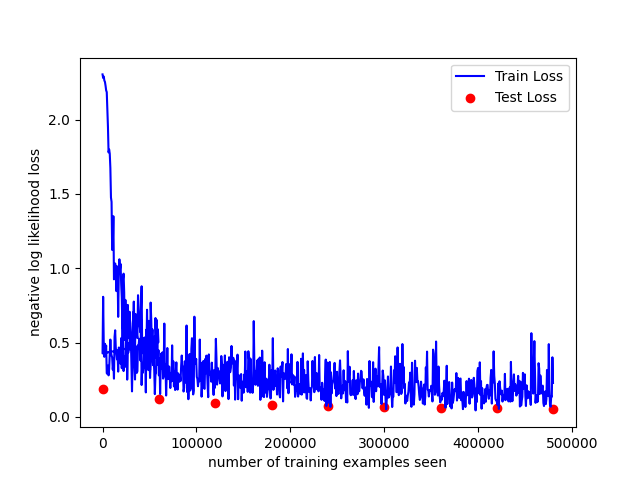 Train Loss
Test Loss
2.0
1.5
1.0
0.5
0.0
negative log likelihood loss
0
100000
200000
300000
400000
500000
number of training examples seen